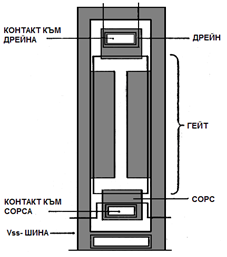 КОНТАКТ КЪМ
ДРЕЙНА
ДРЕЙН
ГЕЙТ
КОНТАКТ КЪМ
СОРСА
СОРС
Vss- ШИНА